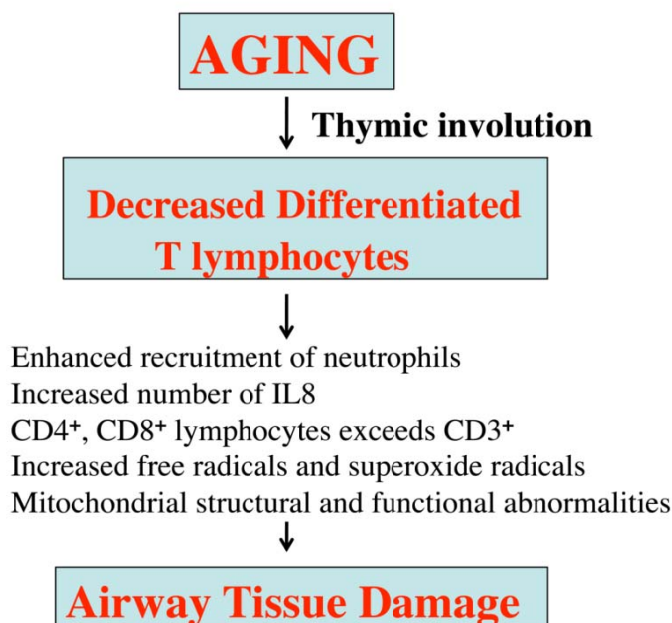 AGING
Thymic involution
Decreased Differentiated
T lymphocytes
Enhanced recruitment of neutrophils
Increased number of IL8
CD4⁺, CD8⁺ lymphocytes exceeds CD3⁺
Increased free radicals and superoxide radicals
Mitochondrial structural and functional abnormalities
Airway Tissue Damage